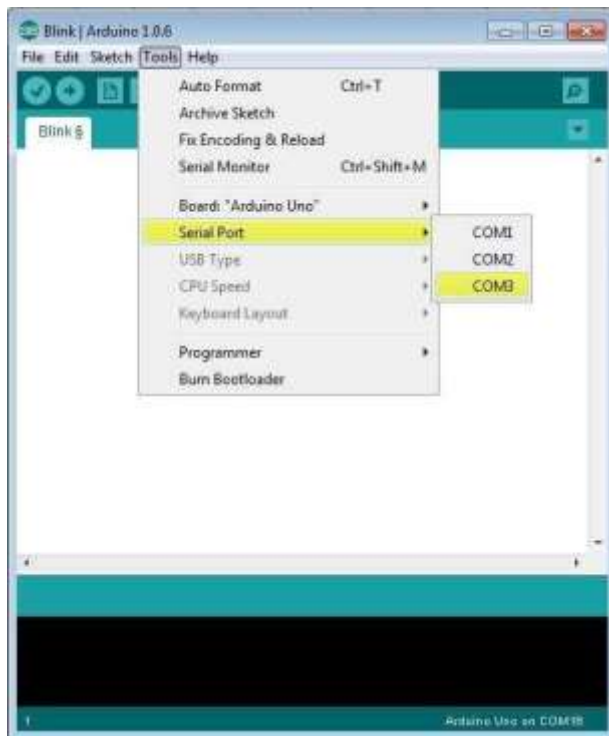 Blink | Arduino 1.0.6
File Edit Sketch Tools Help
Blink §
Auto Format Ctrl+T
Archive Sketch
Fix Encoding & Reload
Serial Monitor Ctrl+Shift+M
Board: "Arduino Uno"
Serial Port
USB Type
CPU Speed
Keyboard Layout
Programmer
Burn Bootloader
COM1
COM2
COM3
1
Arduino Uno on